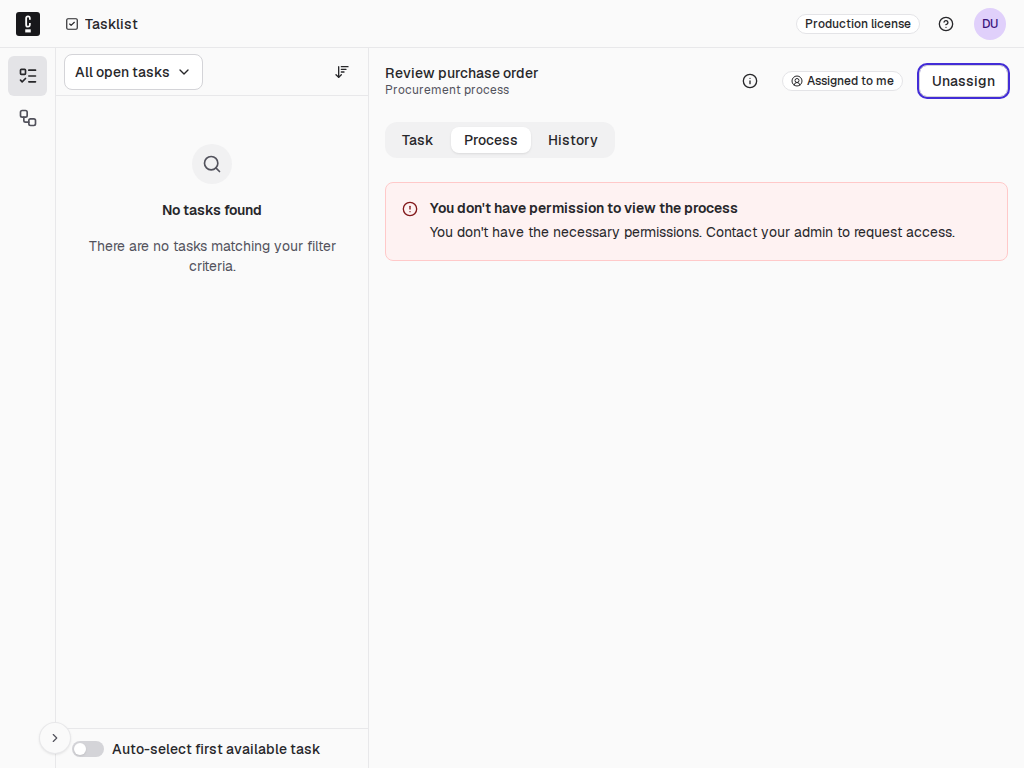 Tasklist
Production license
DU
All open tasks
Review purchase order
Procurement process
Assigned to me
Unassign
Task
Process
History
No tasks found
There are no tasks matching your filter
criteria.
You don't have permission to view the process
You don't have the necessary permissions. Contact your admin to request access.
Auto-select first available task